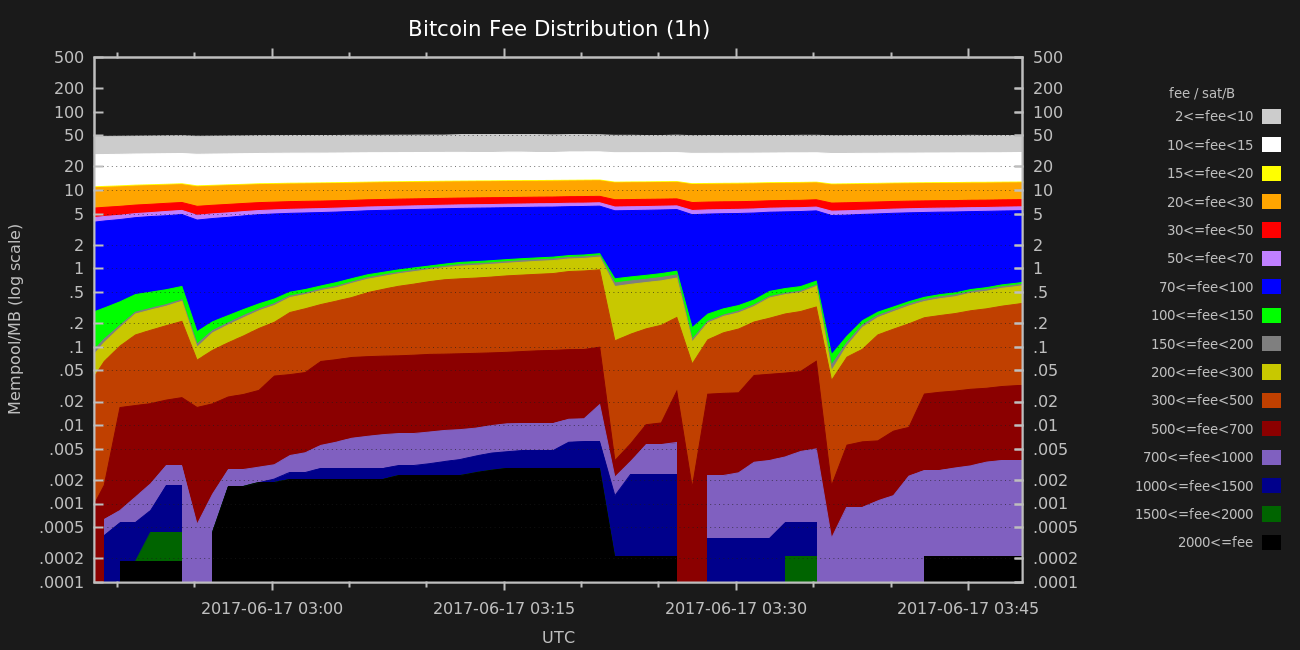 Bitcoin Fee Distribution (1h)
500
200
100
50
20
10
5
2
1
.5
.2
.1
.05
.02
.01
.005
.002
.001
.0005
.0002
.0001
Mempool/MB (log scale)
500
200
100
50
20
10
5
2
1
.5
.2
.1
.05
.02
.01
.005
.002
.001
.0005
.0002
.0001
2017-06-17 03:00
2017-06-17 03:15
2017-06-17 03:30
2017-06-17 03:45
UTC
fee / sat/B
2<=fee<10
10<=fee<15
15<=fee<20
20<=fee<30
30<=fee<50
50<=fee<70
70<=fee<100
100<=fee<150
150<=fee<200
200<=fee<300
300<=fee<500
500<=fee<700
700<=fee<1000
1000<=fee<1500
1500<=fee<2000
2000<=fee